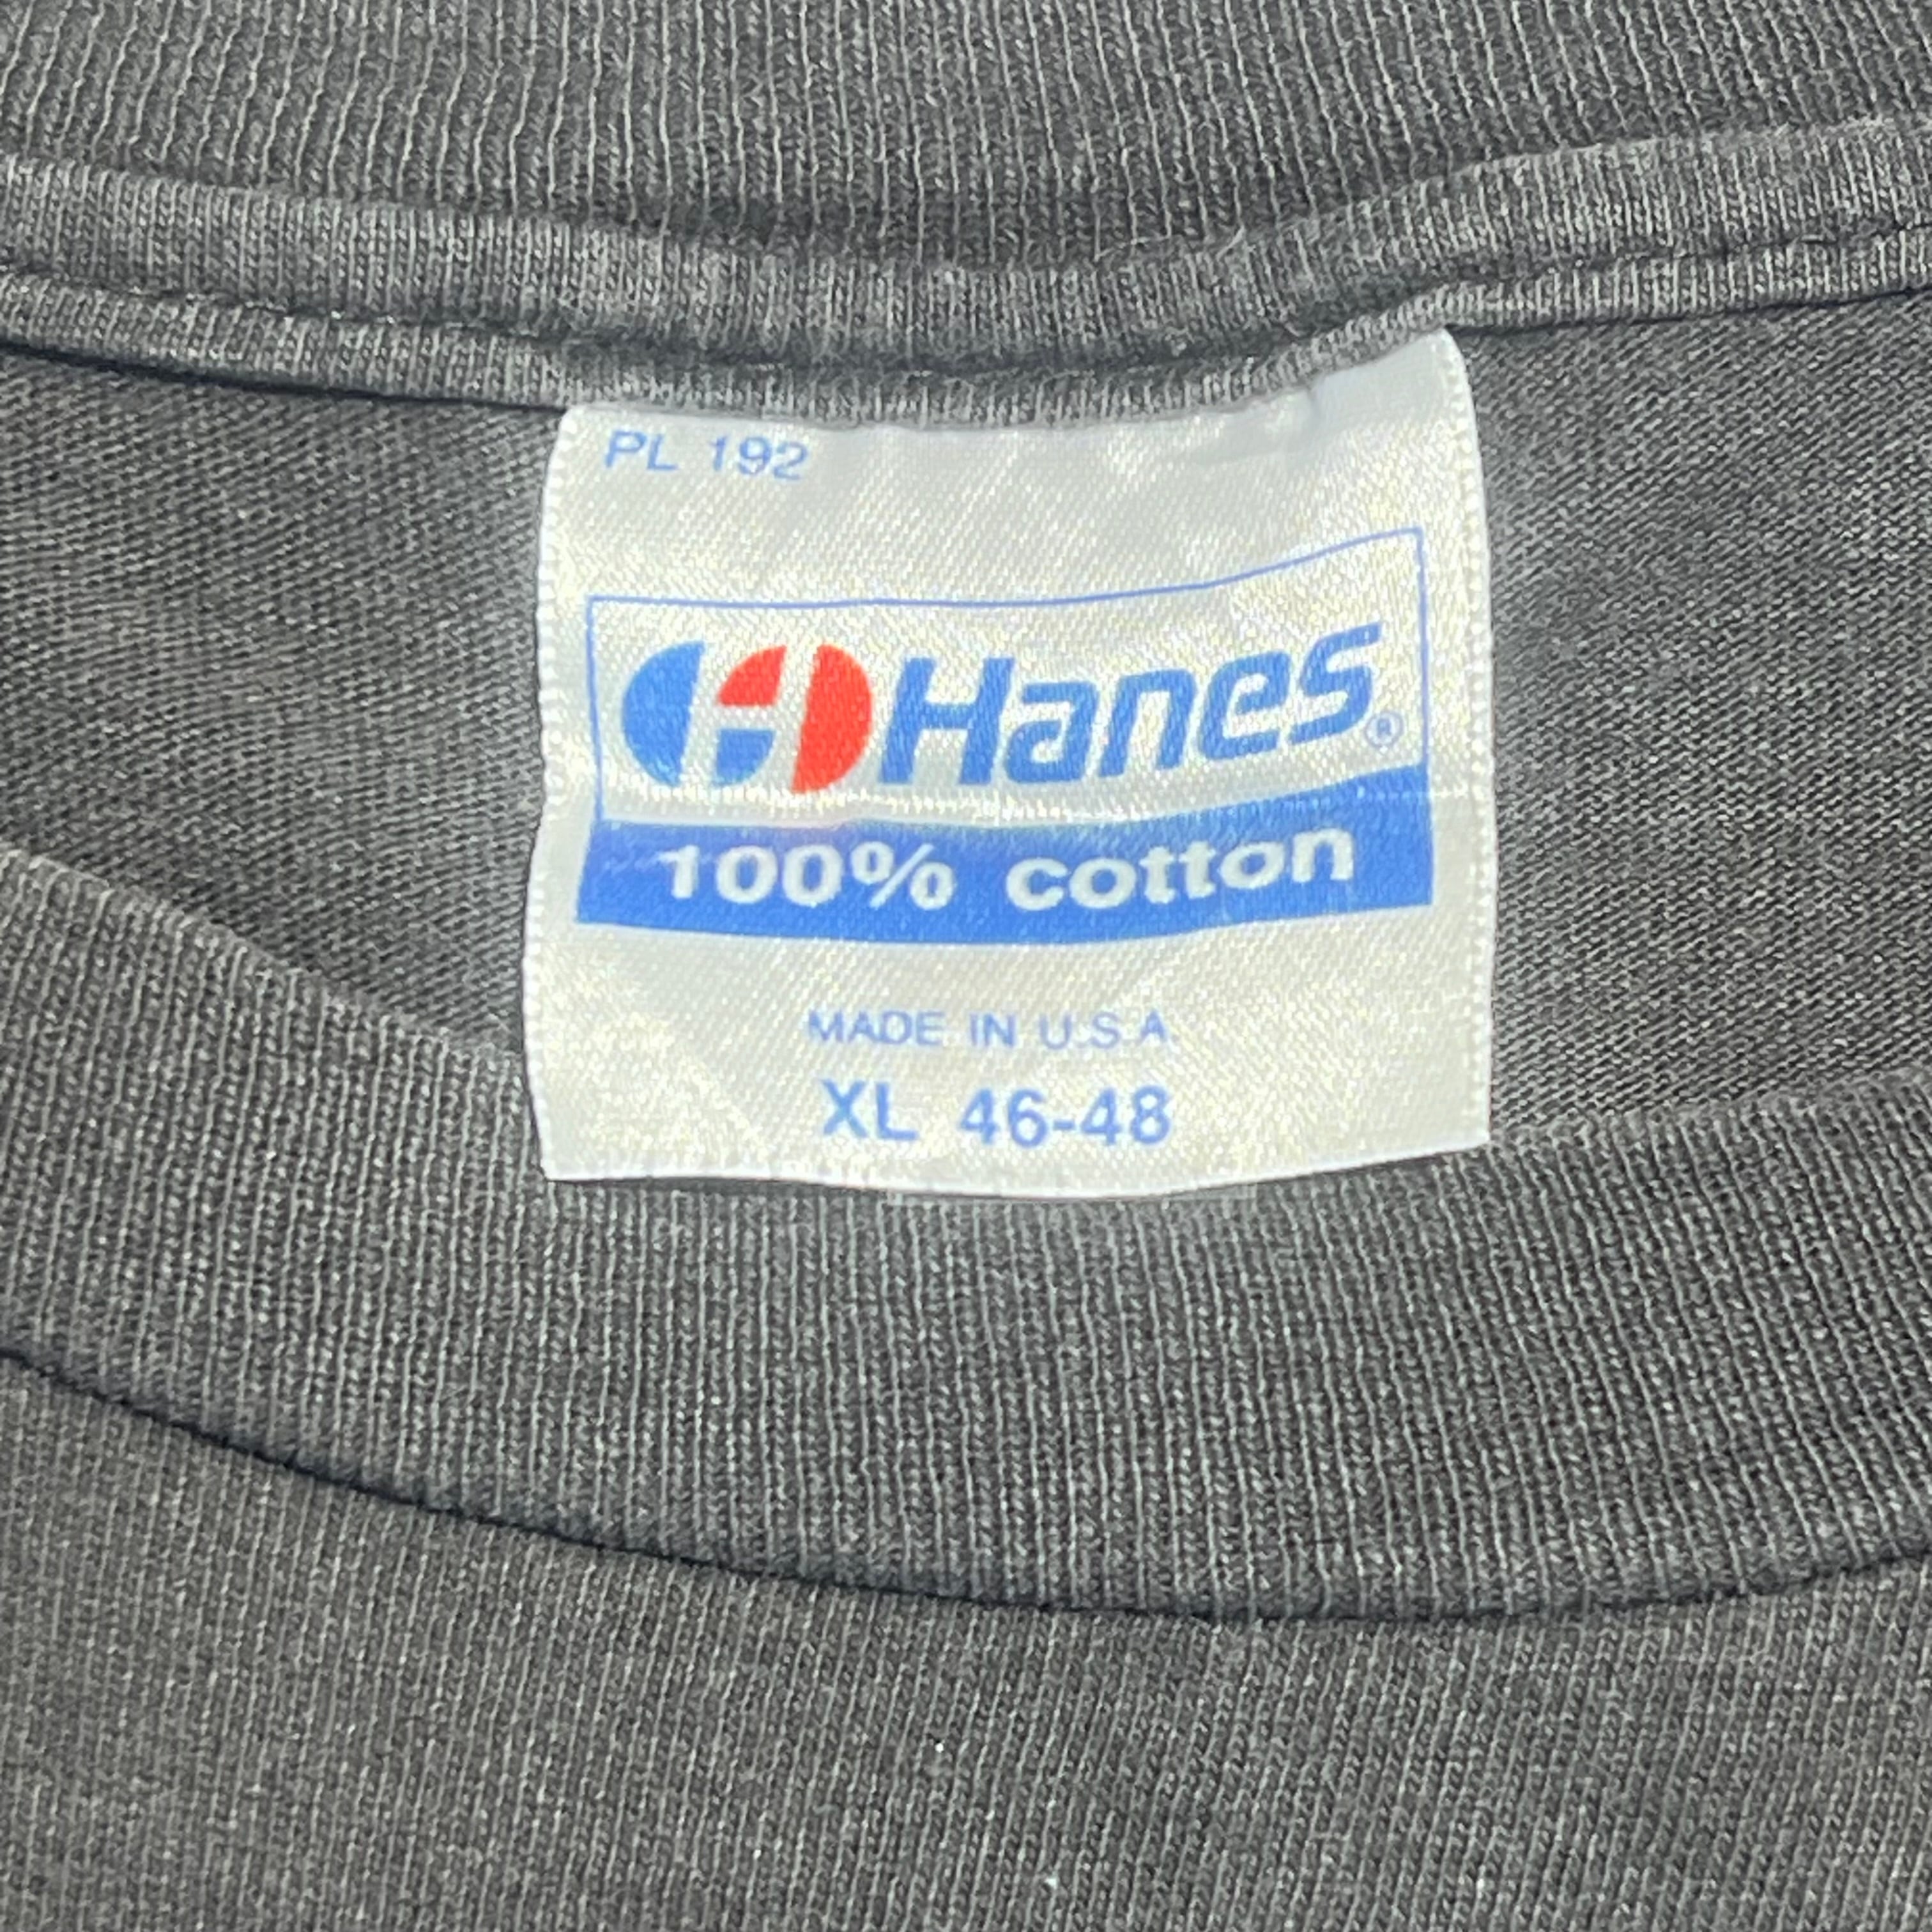 PL 192
Hanes®
100% cotton
MADE IN U.S.A.
XL 46-48